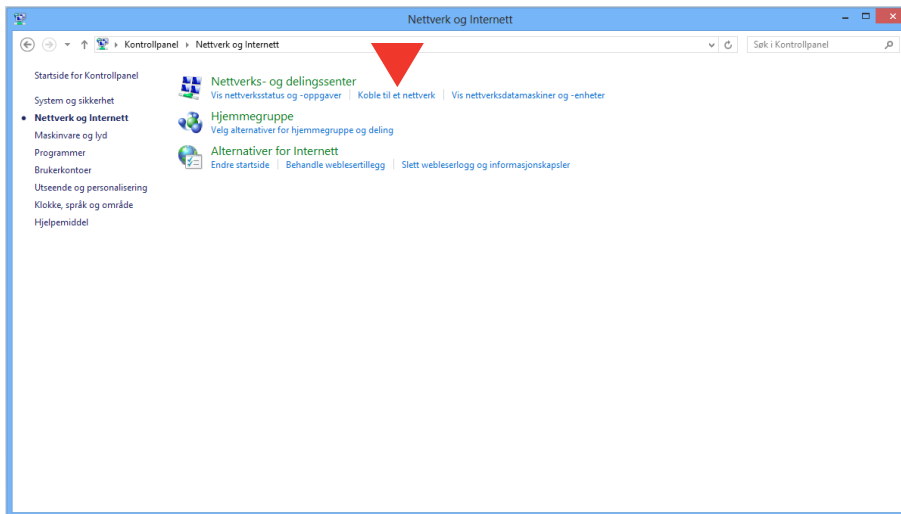 Nettverk og Internett
Kontrollpanel Nettverk og Internett
Søk i Kontrollpanel
Startside for Kontrollpanel
System og sikkerhet
Nettverk og Internett
Maskinvare og lyd
Programmer
Brukerkontoer
Utseende og personalisering
Klokke, språk og område
Hjelpemiddel
Nettverks- og delingssenter
Vis nettverksstatus og -oppgaver Koble til et nettverk Vis nettverksdatamaskiner og -enheter
Hjemmegruppe
Velg alternativer for hjemmegruppe og deling
Alternativer for Internett
Endre startside Behandle weblesertillegg Slett webleserlogg og informasjonskapsler